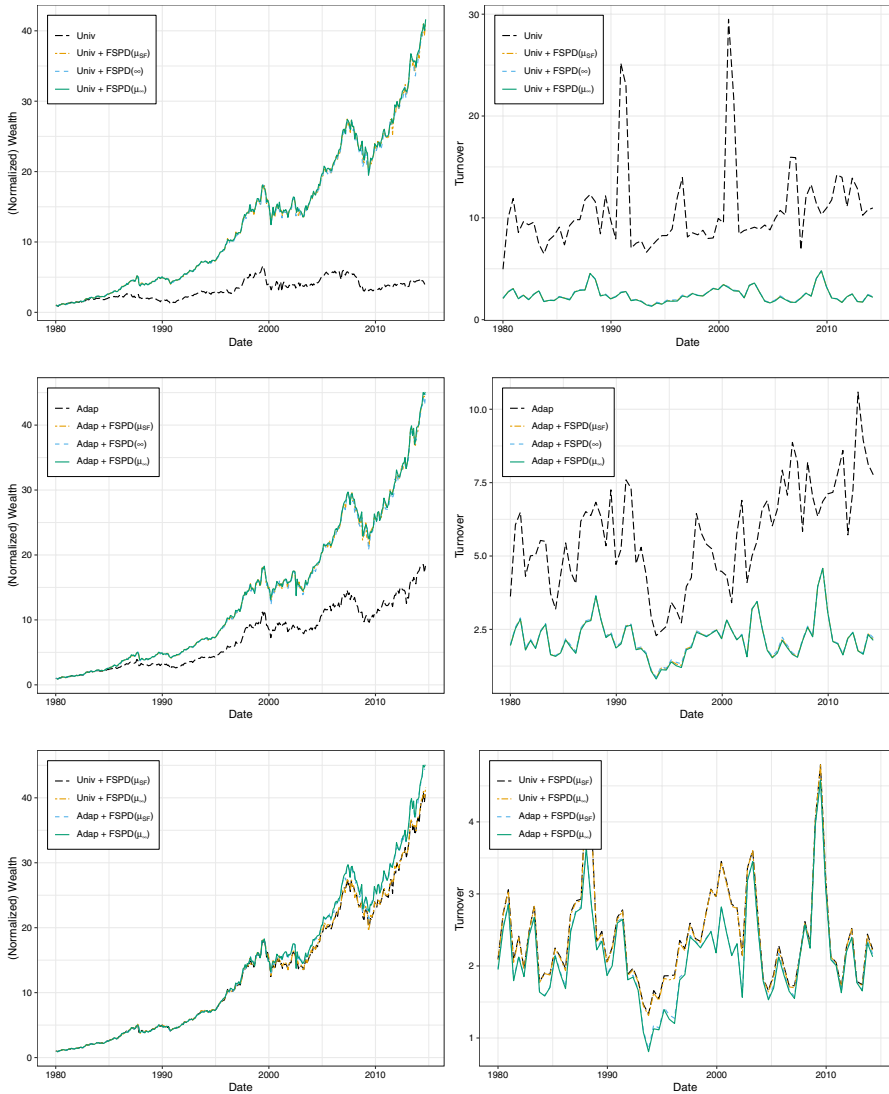 (Normalized) Wealth
40
30
20
10
0
Univ
Univ + FSPD(μSF)
Univ + FSPD(∞)
Univ + FSPD(μ∞)
1980
1990
2000
2010
Date
Turnover
30
25
20
15
10
5
0
Univ
Univ + FSPD(μSF)
Univ + FSPD(∞)
Univ + FSPD(μ∞)
1980
1990
2000
2010
Date
(Normalized) Wealth
40
30
20
10
0
Adap
Adap + FSPD(μSF)
Adap + FSPD(∞)
Adap + FSPD(μ∞)
1980
1990
2000
2010
Date
Turnover
10.0
7.5
5.0
2.5
Adap
Adap + FSPD(μSF)
Adap + FSPD(∞)
Adap + FSPD(μ∞)
1980
1990
2000
2010
Date
(Normalized) Wealth
40
30
20
10
0
Univ + FSPD(μSF)
Univ + FSPD(μ∞)
Adap + FSPD(μSF)
Adap + FSPD(μ∞)
1980
1990
2000
2010
Date
Turnover
4
3
2
1
Univ + FSPD(μSF)
Univ + FSPD(μ∞)
Adap + FSPD(μSF)
Adap + FSPD(μ∞)
1980
1990
2000
2010
Date